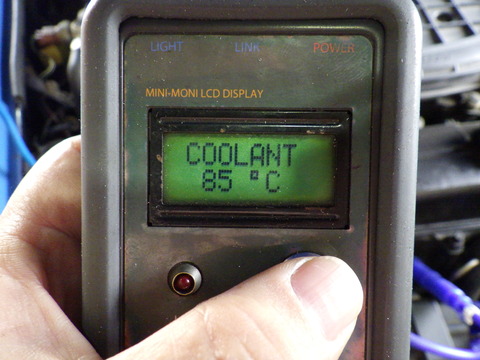 LIGHT LINK POWER
MINI-MONI LCD DISPLAY
COOLANT
85 °C